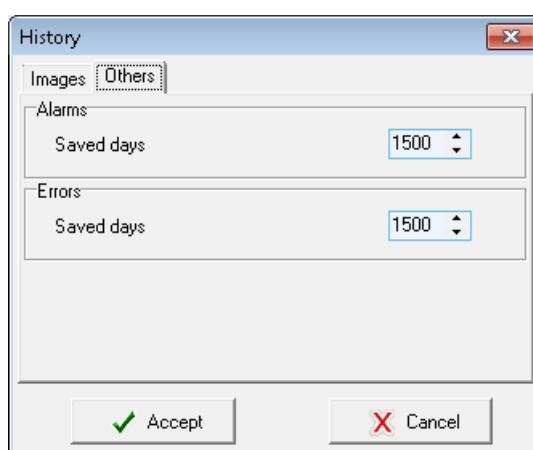 History
Images Others
Alarms
Saved days 1500
Errors
Saved days 1500
Accept Cancel